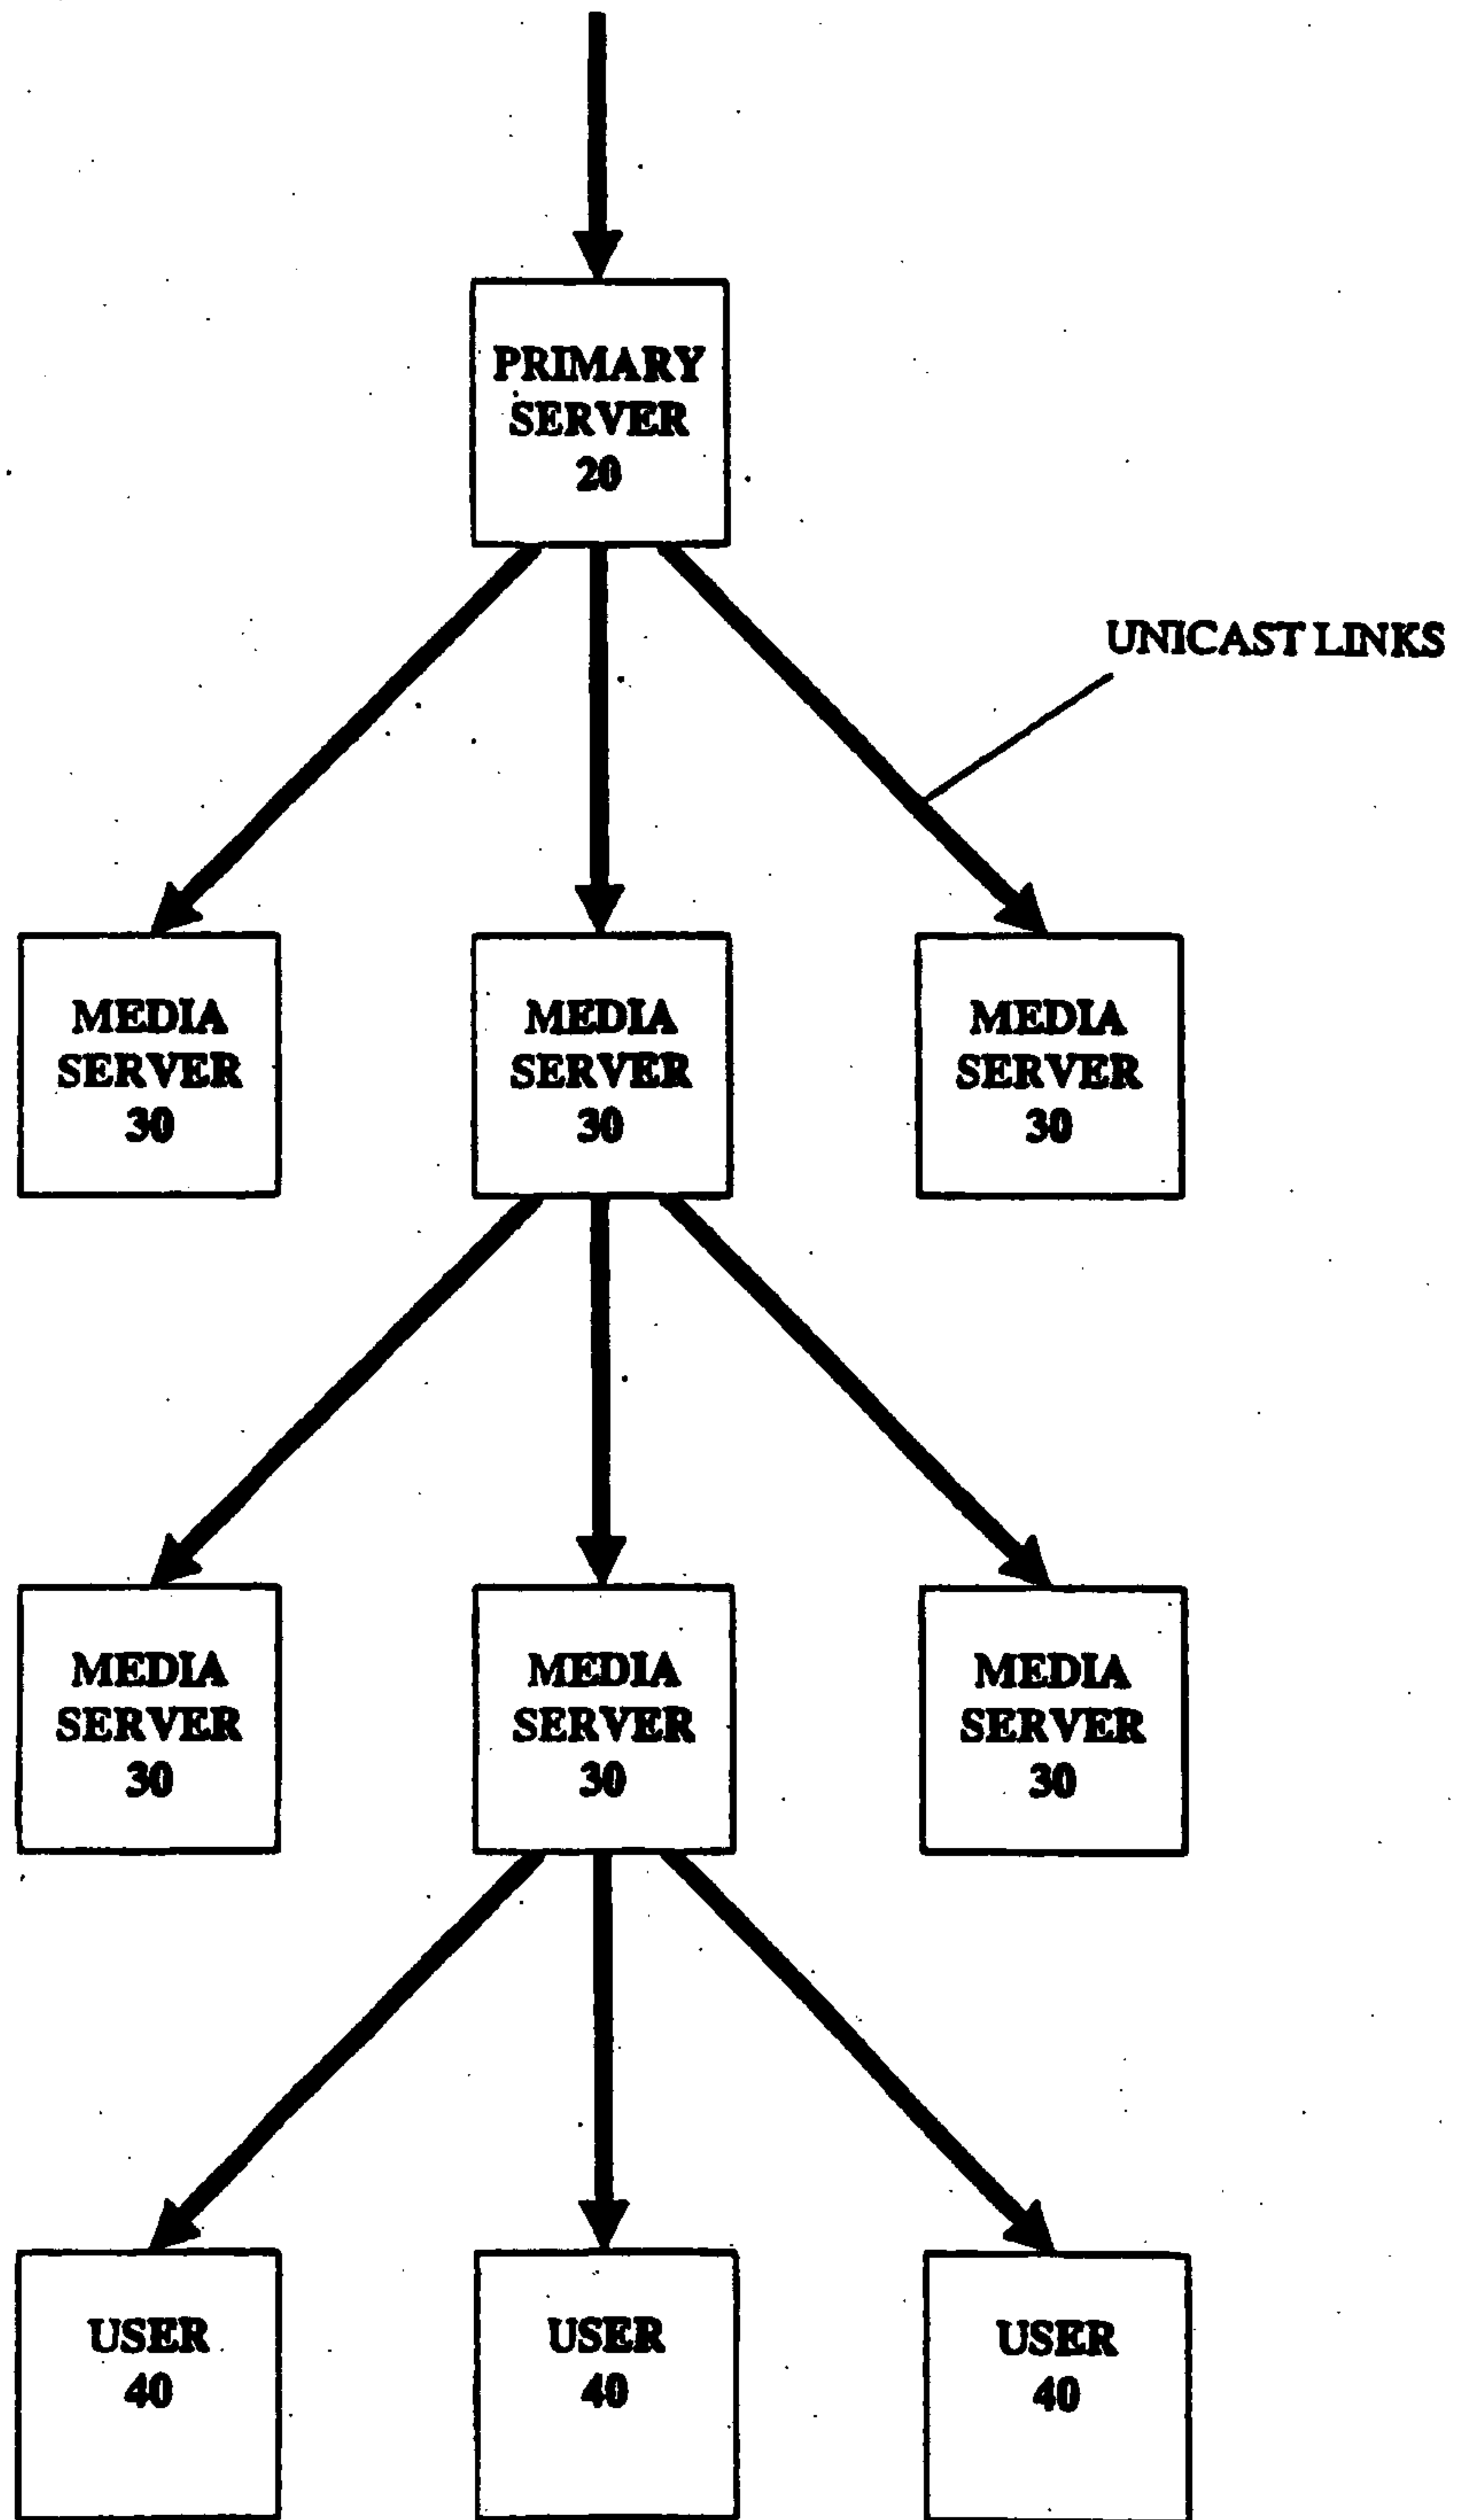 PRIMARY
SERVER
20
UNICAST LINKS
MEDIA
SERVER
30
MEDIA
SERVER
30
MEDIA
SERVER
30
MEDIA
SERVER
30
MEDIA
SERVER
30
MEDIA
SERVER
30
USER
40
USER
40
USER
40